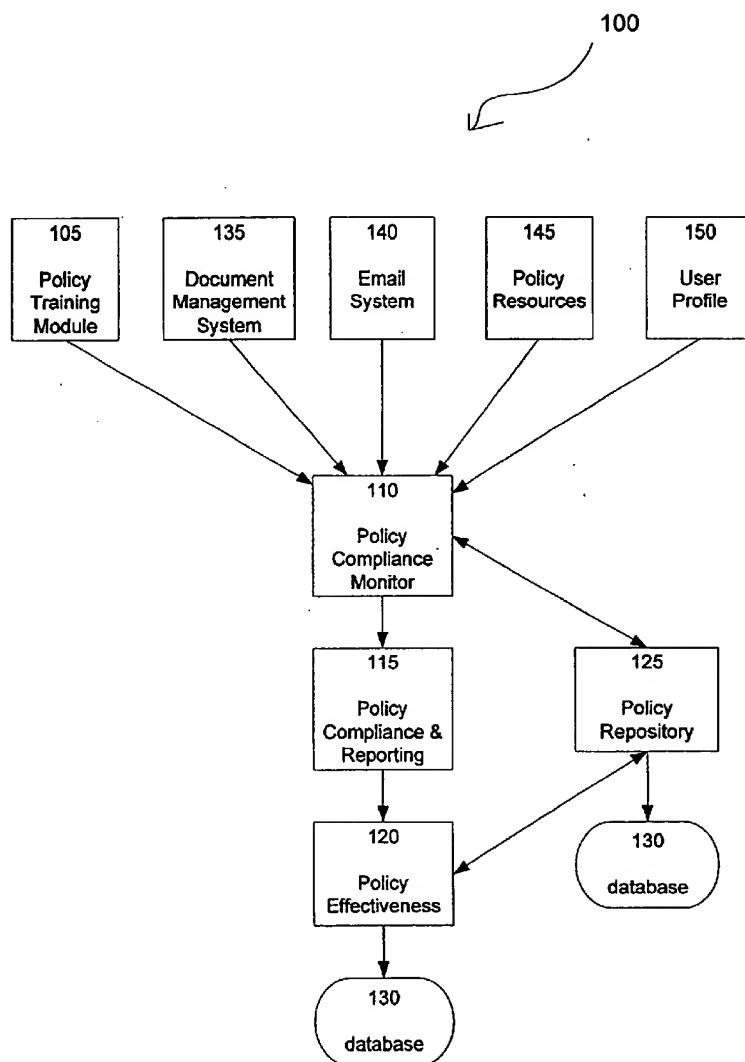 100
105
Policy
Training
Module
135
Document
Management
System
140
Email
System
145
Policy
Resources
150
User
Profile
110
Policy
Compliance
Monitor
115
Policy
Compliance &
Reporting
125
Policy
Repository
120
Policy
Effectiveness
130
database
130
database